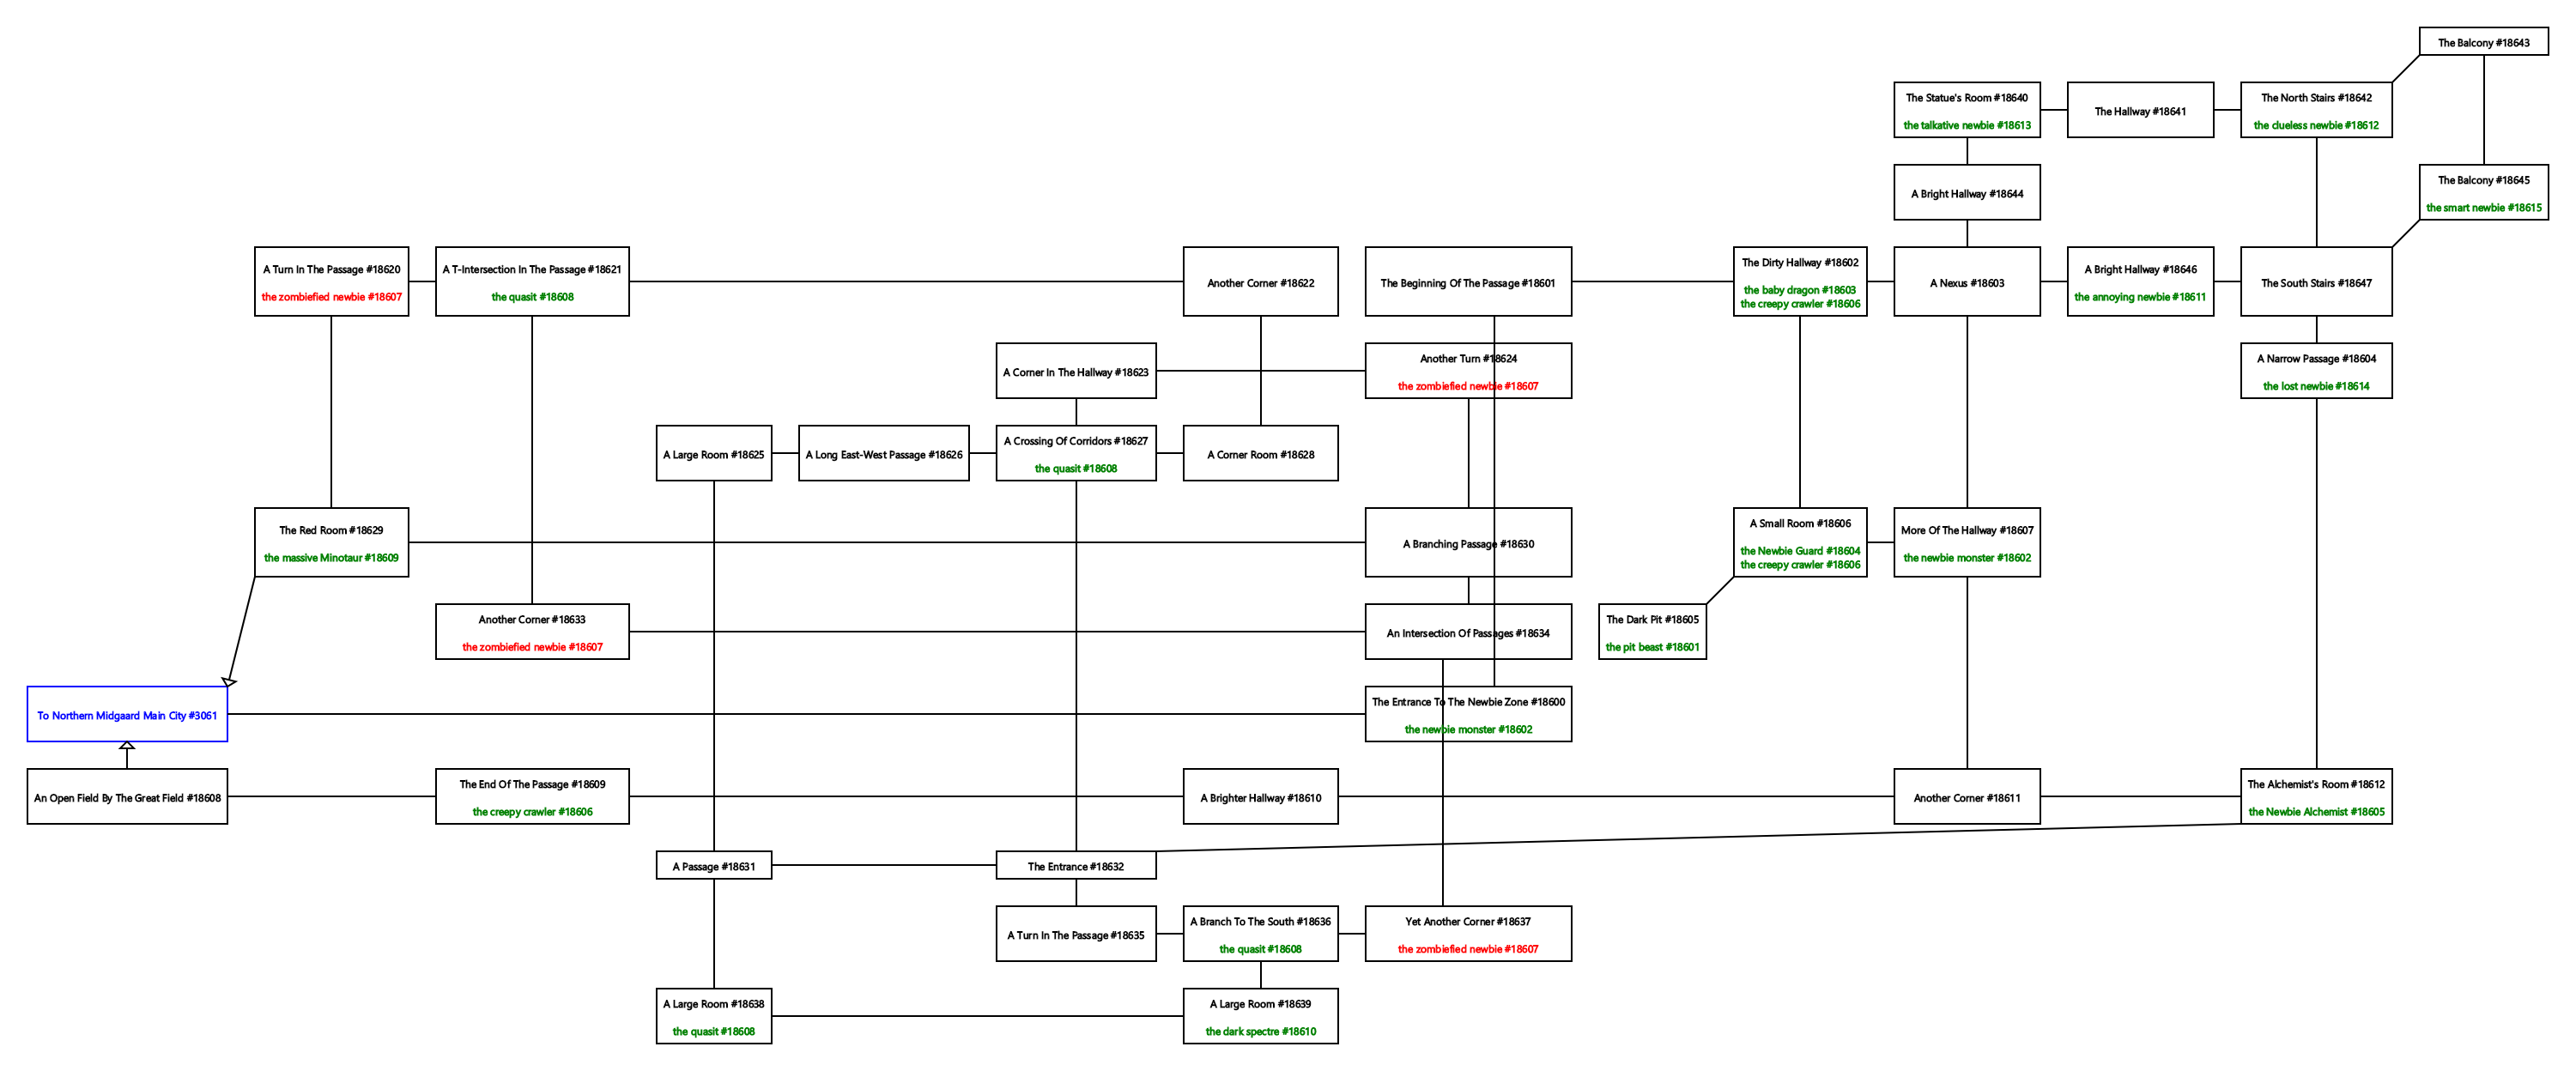 The Balcony #18643
The Statue's Room #18640
the talkative newbie #18613
The Hallway #18641
The North Stairs #18642
the clueless newbie #18612
A Bright Hallway #18644
The Balcony #18645
the smart newbie #18615
A Turn In The Passage #18620
the zombiefied newbie #18607
A T-Intersection In The Passage #18621
the quasit #18608
Another Corner #18622
The Beginning Of The Passage #18601
The Dirty Hallway #18602
the baby dragon #18603
the creepy crawler #18606
A Nexus #18603
A Bright Hallway #18646
the annoying newbie #18611
The South Stairs #18647
A Corner In The Hallway #18623
Another Turn #18624
the zombiefied newbie #18607
A Narrow Passage #18604
the lost newbie #18614
A Large Room #18625
A Long East-West Passage #18626
A Crossing Of Corridors #18627
the quasit #18608
A Corner Room #18628
The Red Room #18629
the massive Minotaur #18609
A Branching Passage #18630
A Small Room #18606
the Newbie Guard #18604
the creepy crawler #18606
More Of The Hallway #18607
the newbie monster #18602
Another Corner #18633
the zombiefied newbie #18607
An Intersection Of Passages #18634
The Dark Pit #18605
the pit beast #18601
To Northern Midgaard Main City #3061
The Entrance To The Newbie Zone #18600
the newbie monster #18602
An Open Field By The Great Field #18608
The End Of The Passage #18609
the creepy crawler #18606
A Brighter Hallway #18610
Another Corner #18611
The Alchemist's Room #18612
the Newbie Alchemist #18605
A Passage #18631
The Entrance #18632
A Turn In The Passage #18635
A Branch To The South #18636
the quasit #18608
Yet Another Corner #18637
the zombiefied newbie #18607
A Large Room #18638
the quasit #18608
A Large Room #18639
the dark spectre #18610